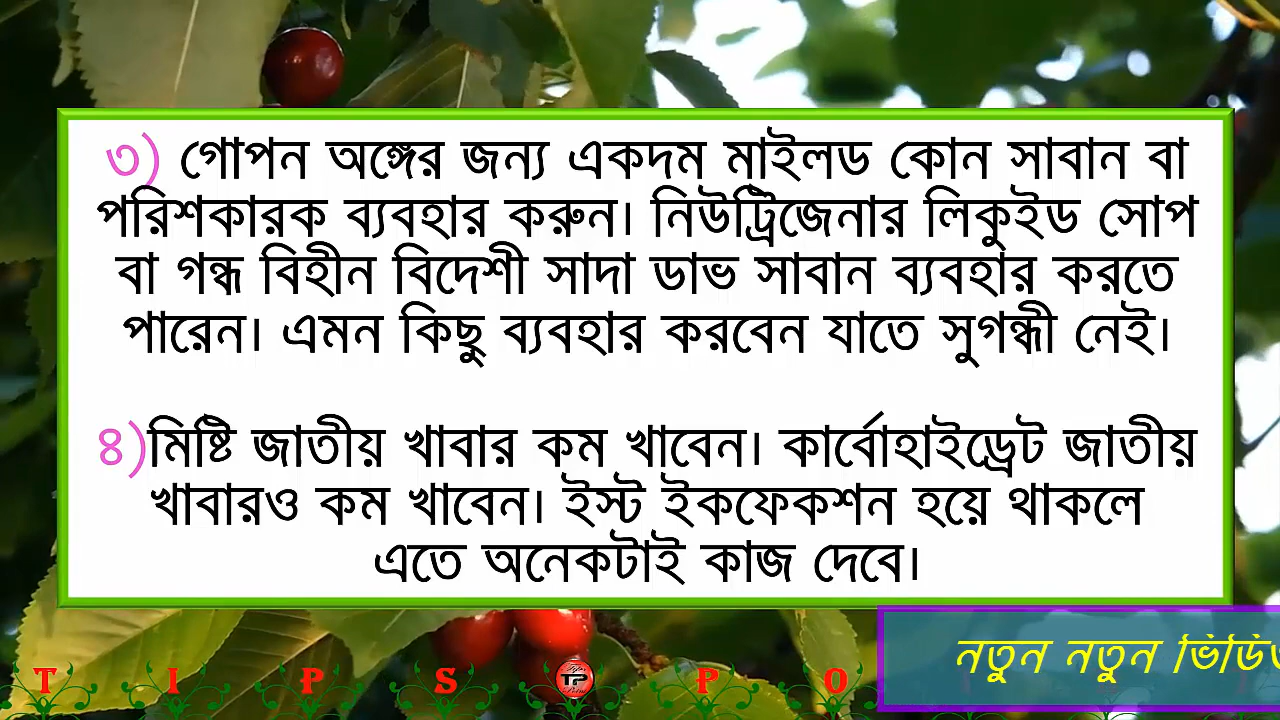 ৩) গোপন অঙ্গের জন্য একদম মাইলড কোন সাবান বা
পরিশকারক ব্যবহার করুন। নিউট্রিজেনার লিকুইড সোপ
বা গন্ধ বিহীন বিদেশী সাদা ডাভ সাবান ব্যবহার করতে
পারেন। এমন কিছু ব্যবহার করবেন যাতে সুগন্ধী নেই।
৪)মিষ্টি জাতীয় খাবার কম খাবেন। কার্বোহাইড্রেট জাতীয়
খাবারও কম খাবেন। ইস্ট ইকফেকশন হয়ে থাকলে
এতে অনেকটাই কাজ দেবে।
নতুন নতুন
T I P S TP P O